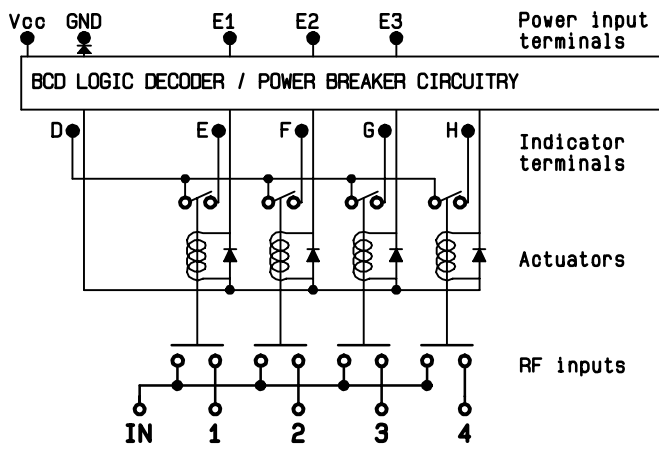 Vcc GND E1 E2 E3 Power input
terminals
BCD LOGIC DECODER / POWER BREAKER CIRCUITRY
D E F G H Indicator
terminals
Actuators
RF inputs
IN 1 2 3 4